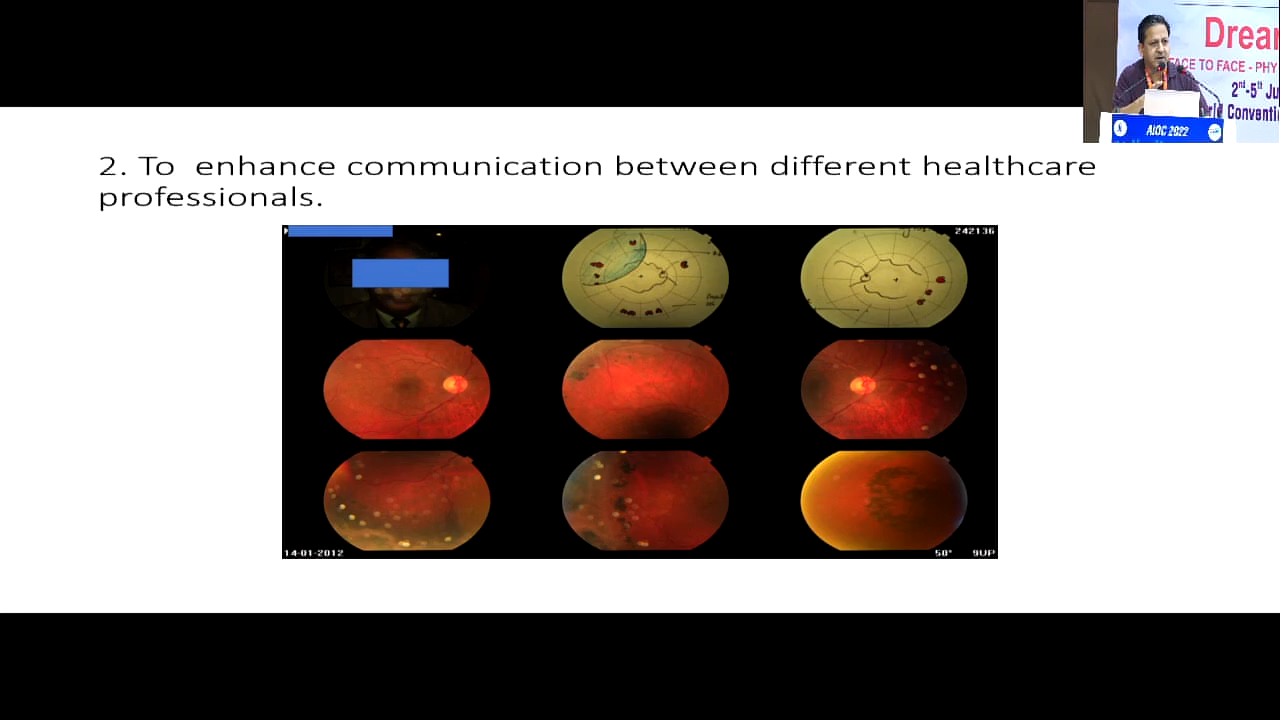 Drea
FACE TO FACE - PHY
2nd-5th Ju
Conventi
AIOC 2022
2. To enhance communication between different healthcare
professionals.
242136
14-01-2012
50° 9UP